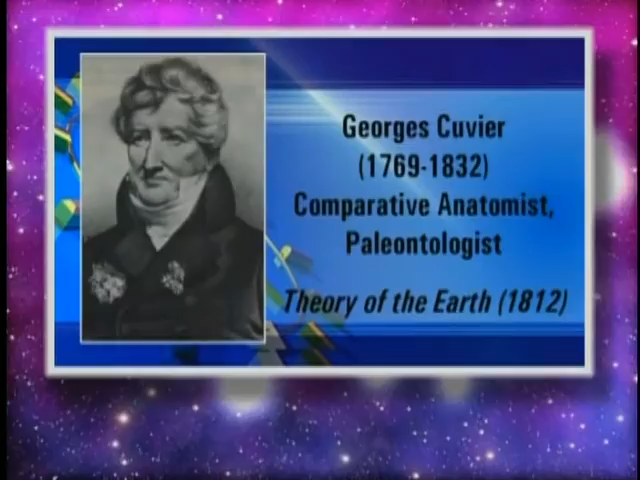 Georges Cuvier
(1769-1832)
Comparative Anatomist,
Paleontologist
Theory of the Earth (1812)